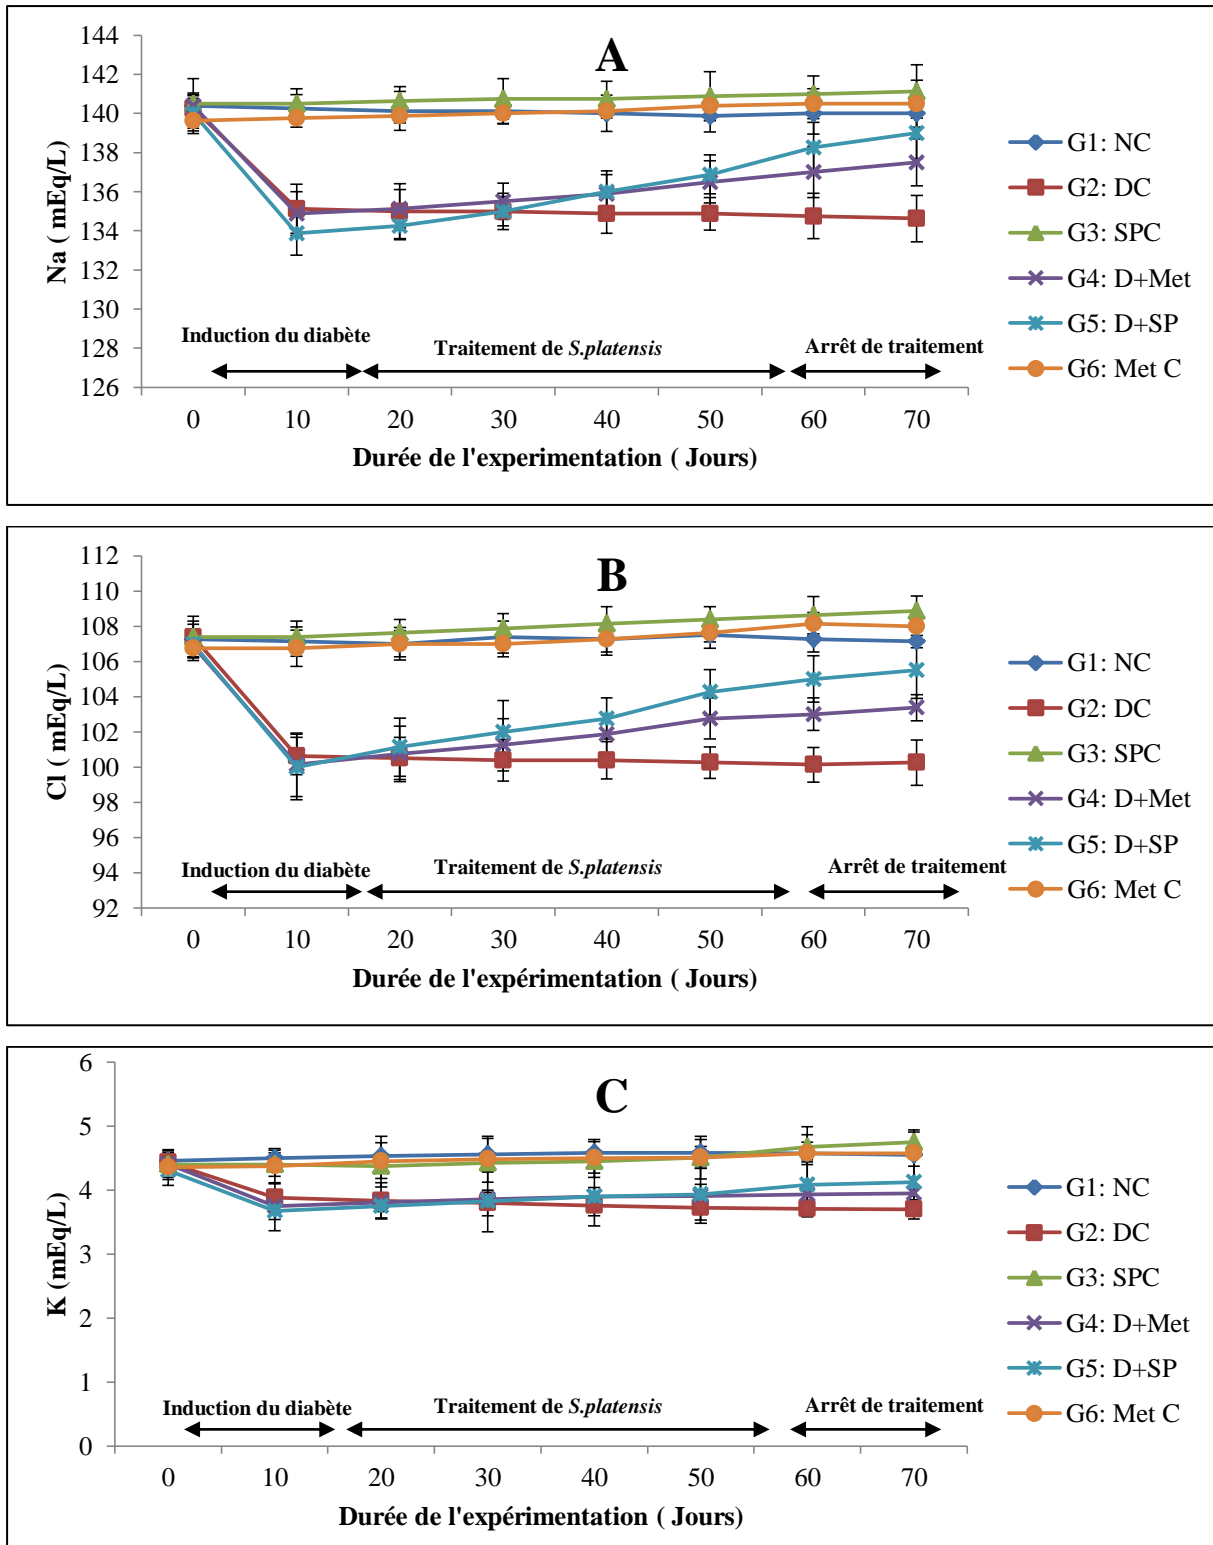 A
Na ( mEq/L)
144
142
140
138
136
134
132
130
128
126
Induction du diabète
Traitement de S.platensis
Arrêt de traitement
0 10 20 30 40 50 60 70
Durée de l'experimentation ( Jours)
G1: NC
G2: DC
G3: SPC
G4: D+Met
G5: D+SP
G6: Met C
B
Cl ( mEq/L)
112
110
108
106
104
102
100
98
96
94
92
Induction du diabète
Traitement de S.platensis
Arrêt de traitement
0 10 20 30 40 50 60 70
Durée de l'expérimentation ( Jours)
G1: NC
G2: DC
G3: SPC
G4: D+Met
G5: D+SP
G6: Met C
C
K (mEq/L)
6
5
4
3
2
1
0
Induction du diabète
Traitement de S.platensis
Arrêt de traitement
0 10 20 30 40 50 60 70
Durée de l'expérimentation ( Jours)
G1: NC
G2: DC
G3: SPC
G4: D+Met
G5: D+SP
G6: Met C